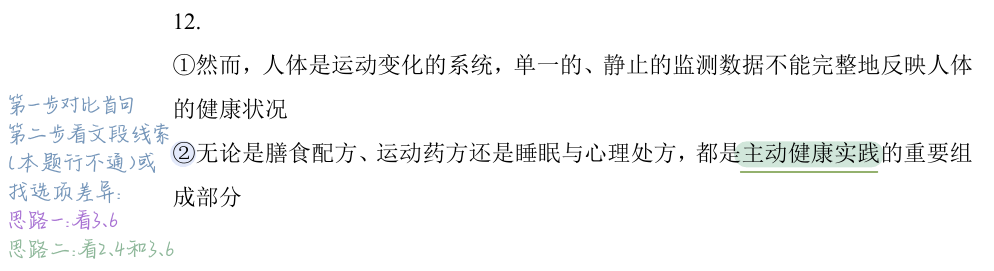 12.
①然而，人体是运动变化的系统，单一的、静止的监测数据不能完整地反映人体
的健康状况
②无论是膳食配方、运动药方还是睡眠与心理处方，都是主动健康实践的重要组
成部分
第一步对比首句
第二步看文段线索
(本题行不通)或
找选项差异:
思路一:看3、6
思路二:看2、4和3、6